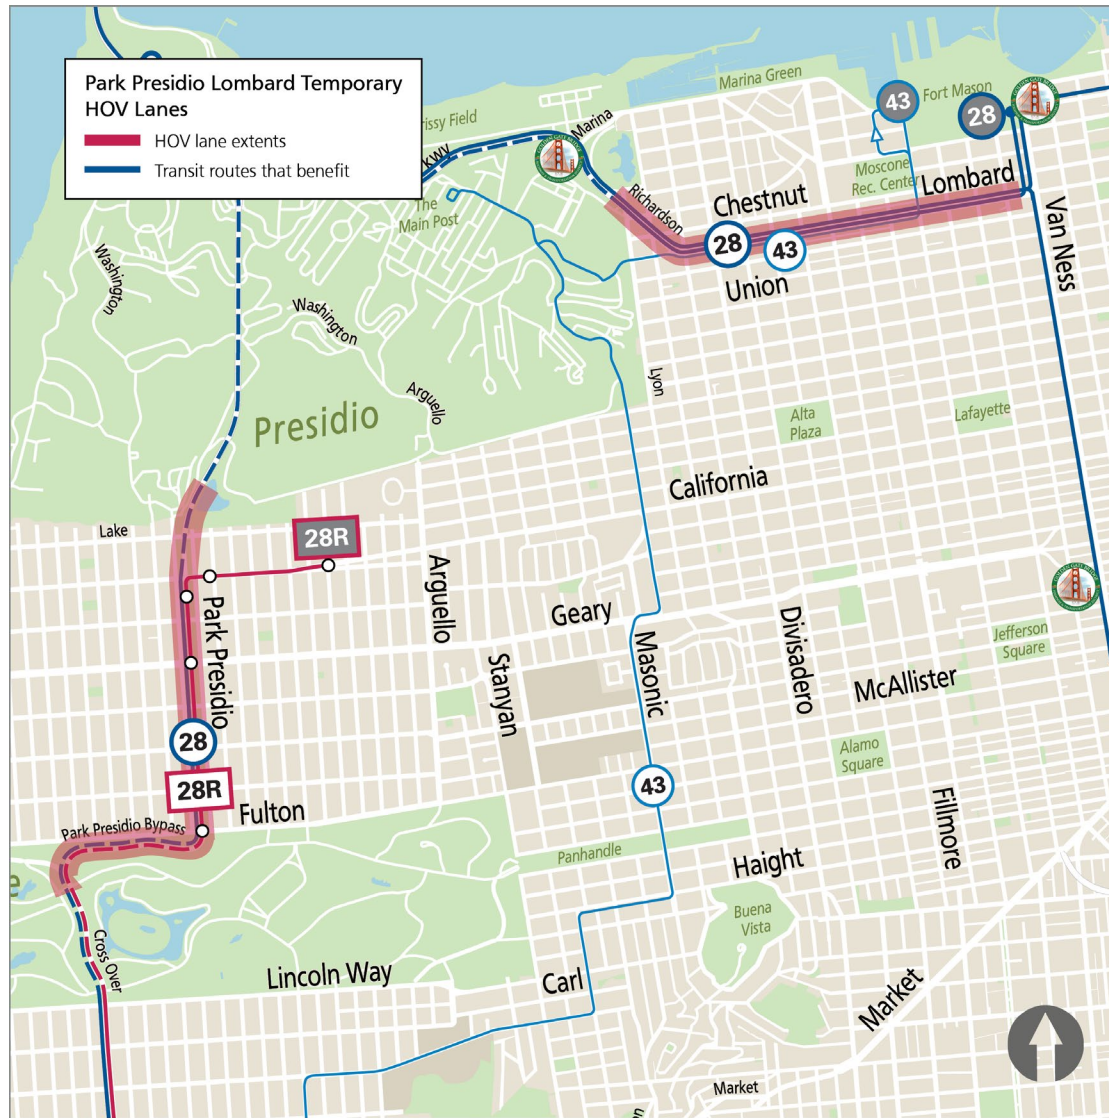 Park Presidio Lombard Temporary
HOV Lanes
HOV lane extents
Transit routes that benefit
Marina Green
Fort Mason
43
28
rissy Field
Marina
KWY
Moscone
Rec. Center
Lombard
The
Main Post
Richardson
Chestnut
28
43
Union
Van Ness
Washington
Washington
Lyon
Arguello
Presidio
Alta
Plaza
Lafayette
California
Lake
28R
Arguello
Geary
Park Presidio
Stanyan
Masonic
Divisadero
Jefferson
Square
McAllister
28
28R
Alamo
Square
43
Fulton
Park Presidio Bypass
Fillmore
Panhandle
Haight
e
Buena
Vista
Cross Over
Lincoln Way
Carl
Market
Market
on